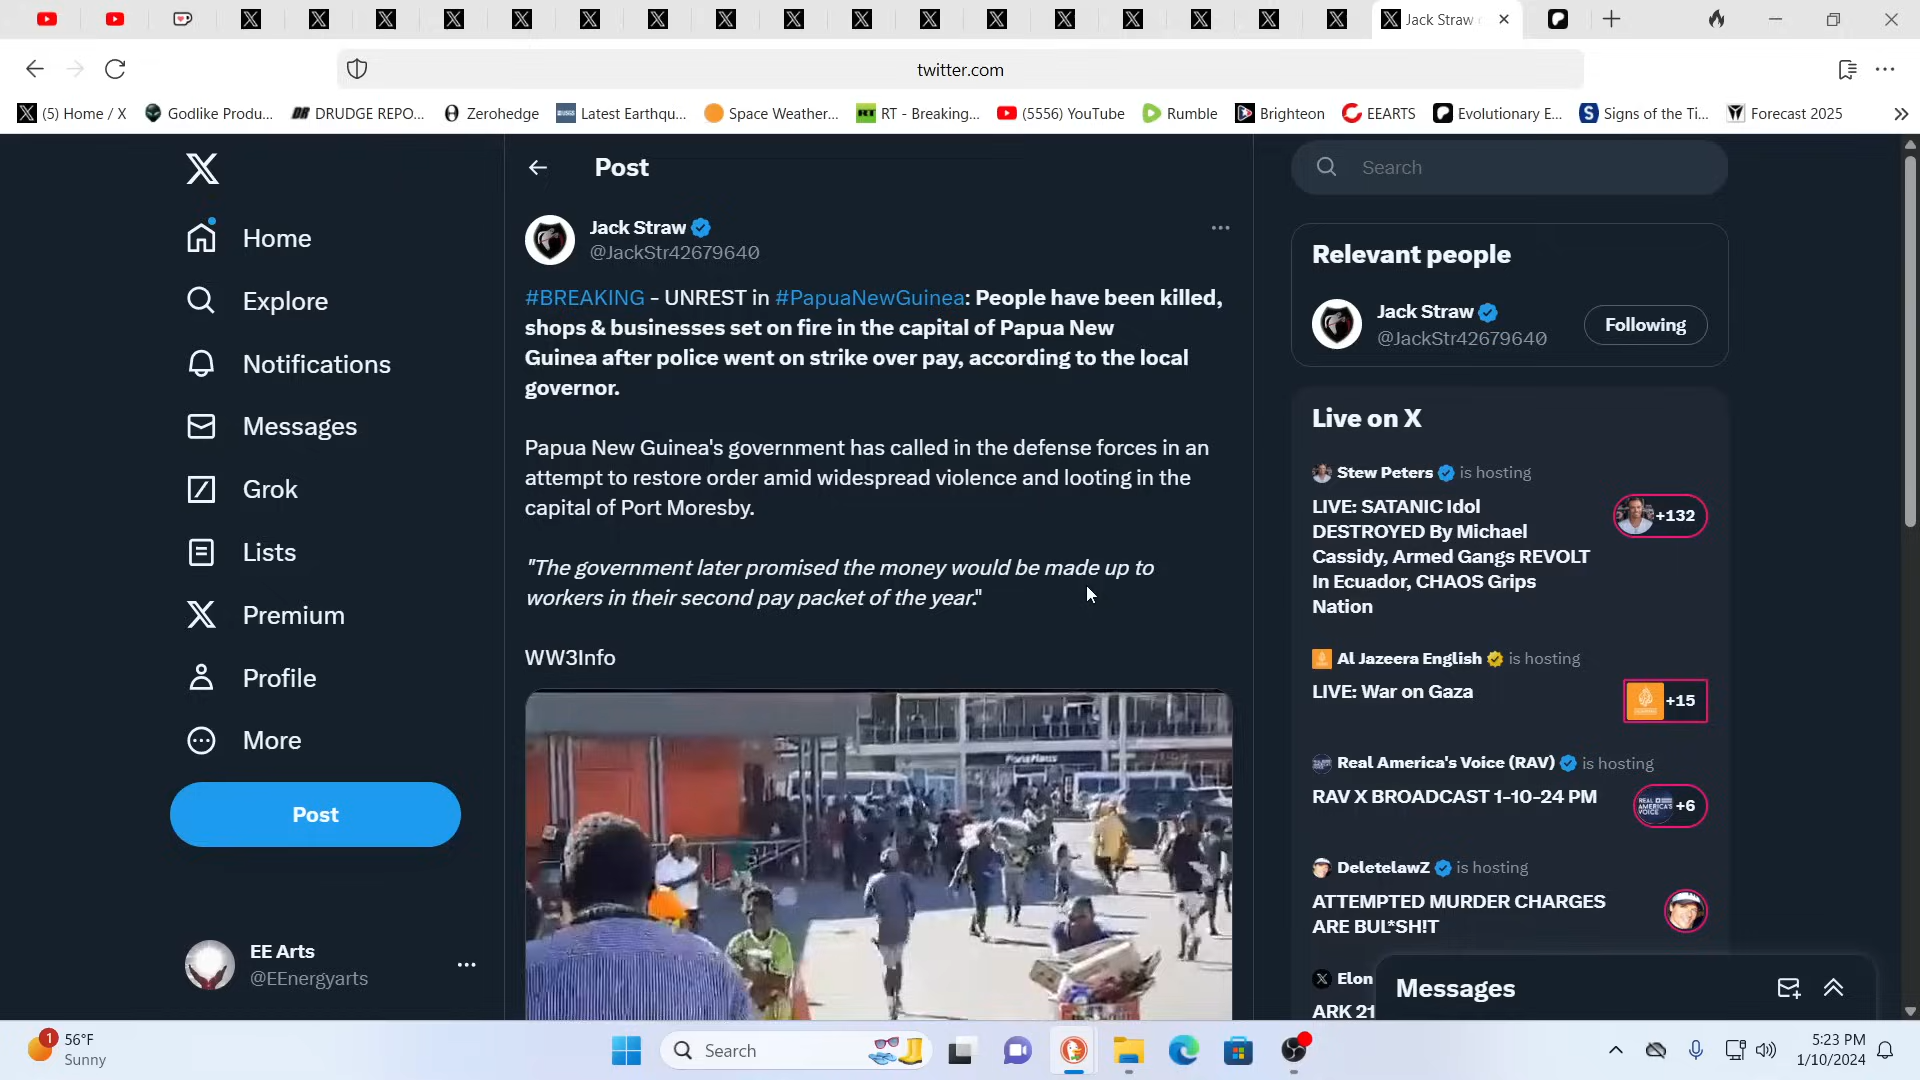 Jack Straw
twitter.com
(5) Home / X
Godlike Produ...
DRUDGE REPO...
Zerohedge
Latest Earthqu...
Space Weather...
RT - Breaking...
(5556) YouTube
Rumble
Brighteon
EEARTS
Evolutionary E...
Signs of the Ti...
Forecast 2025
Home
Explore
Notifications
Messages
Grok
Lists
Premium
Profile
More
Post
EE Arts
@EEnergyarts
Post
Jack Straw
@JackStr42679640
#BREAKING - UNREST in #PapuaNewGuinea: People have been killed,
shops & businesses set on fire in the capital of Papua New
Guinea after police went on strike over pay, according to the local
governor.
Papua New Guinea's government has called in the defense forces in an
attempt to restore order amid widespread violence and looting in the
capital of Port Moresby.
"The government later promised the money would be made up to
workers in their second pay packet of the year."
WW3Info
Search
Relevant people
Jack Straw
@JackStr42679640
Following
Live on X
Stew Peters is hosting
LIVE: SATANIC Idol
DESTROYED By Michael
Cassidy, Armed Gangs REVOLT
In Ecuador, CHAOS Grips
Nation
+132
Al Jazeera English is hosting
LIVE: War on Gaza
+15
Real America's Voice (RAV) is hosting
RAV X BROADCAST 1-10-24 PM
REAL AMERICA'S VOICE
+6
DeletelawZ is hosting
ATTEMPTED MURDER CHARGES
ARE BUL*SH!T
Elon
ARK 21
Messages
1
56°F
Sunny
Search
5:23 PM
1/10/2024